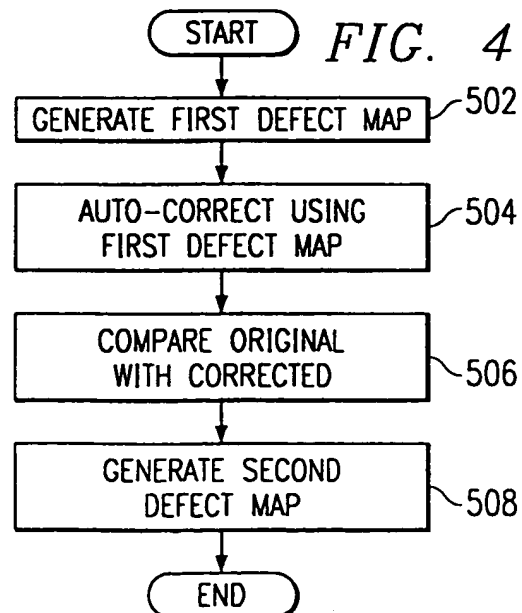 START
FIG. 4
GENERATE FIRST DEFECT MAP
502
AUTO-CORRECT USING
FIRST DEFECT MAP
504
COMPARE ORIGINAL
WITH CORRECTED
506
GENERATE SECOND
DEFECT MAP
508
END